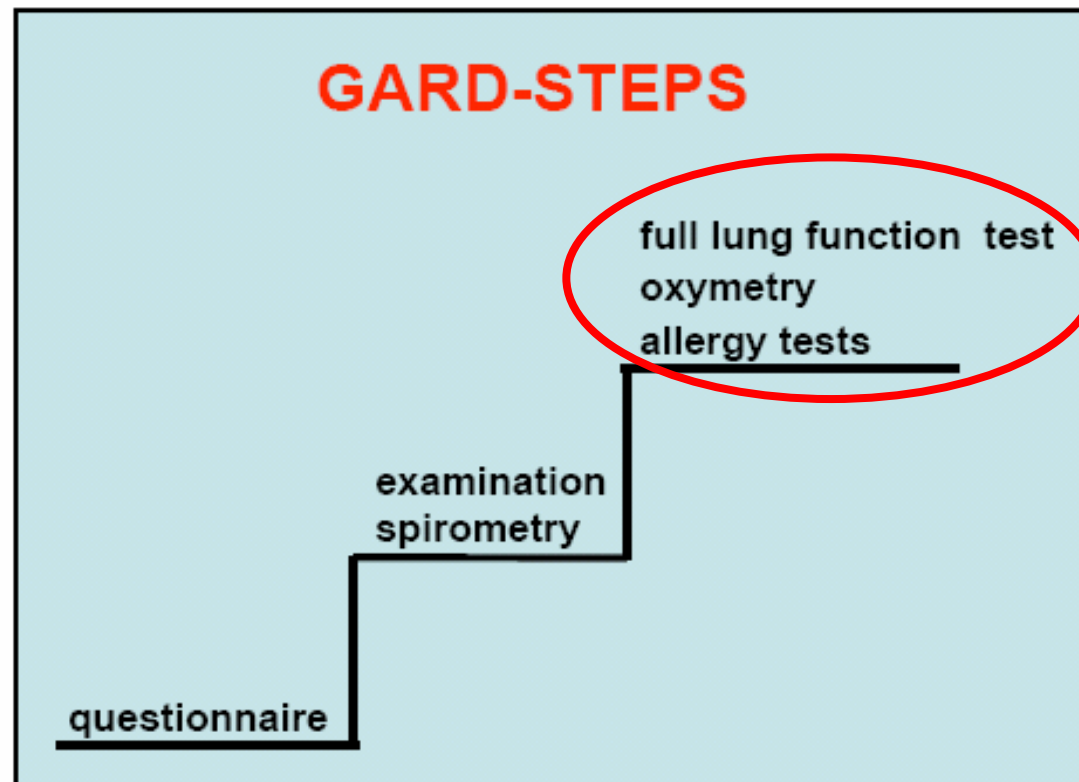 GARD-STEPS
full lung function test
oxymetry
allergy tests
examination
spirometry
questionnaire